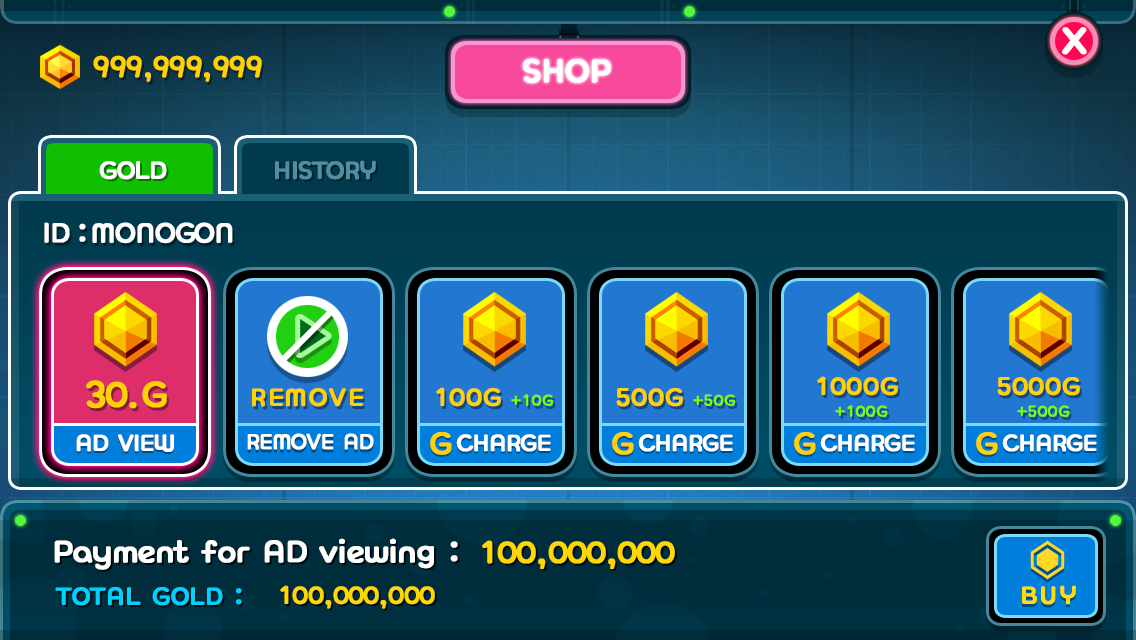 999,999,999
SHOP
X
GOLD
HISTORY
ID : MONOGON
30.G
AD VIEW
REMOVE
REMOVE AD
100G +10G
G CHARGE
500G +50G
G CHARGE
1000G
+100G
G CHARGE
5000G
+500G
G CHARGE
Payment for AD viewing : 100,000,000
TOTAL GOLD : 100,000,000
BUY